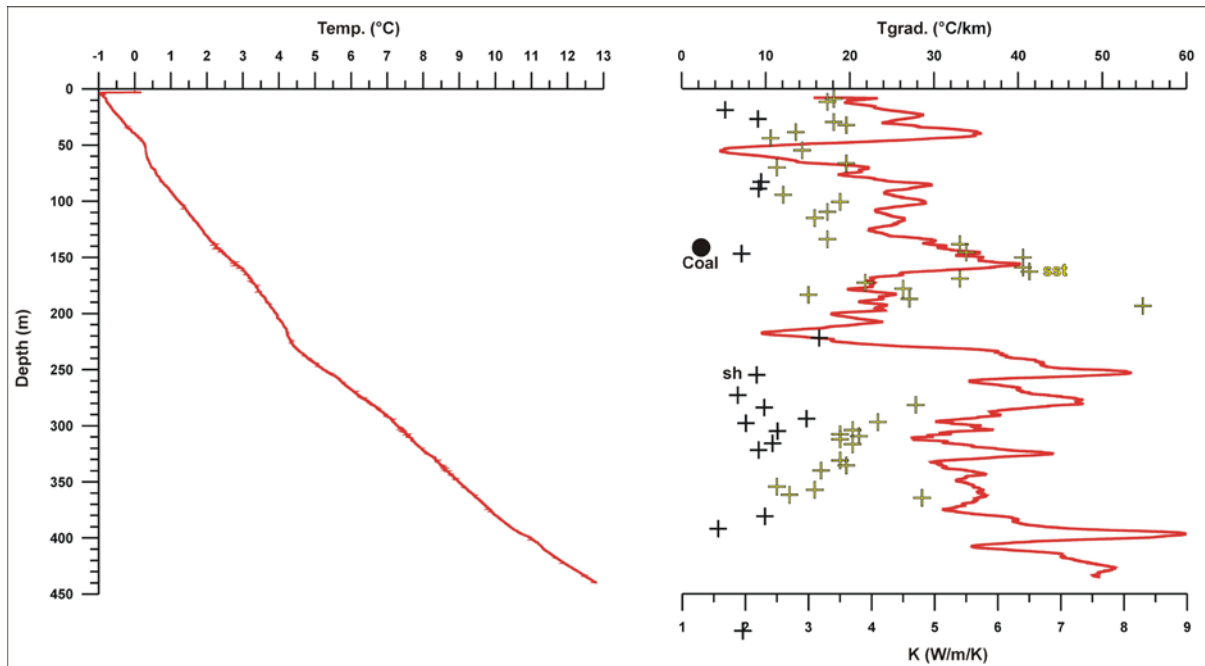 Temp. (°C)
-1 0 1 2 3 4 5 6 7 8 9 10 11 12 13
Depth (m)
0
50
100
150
200
250
300
350
400
450
Tgrad. (°C/km)
0 10 20 30 40 50 60
Coal
sst
sh
1 2 3 4 5 6 7 8 9
K (W/m/K)